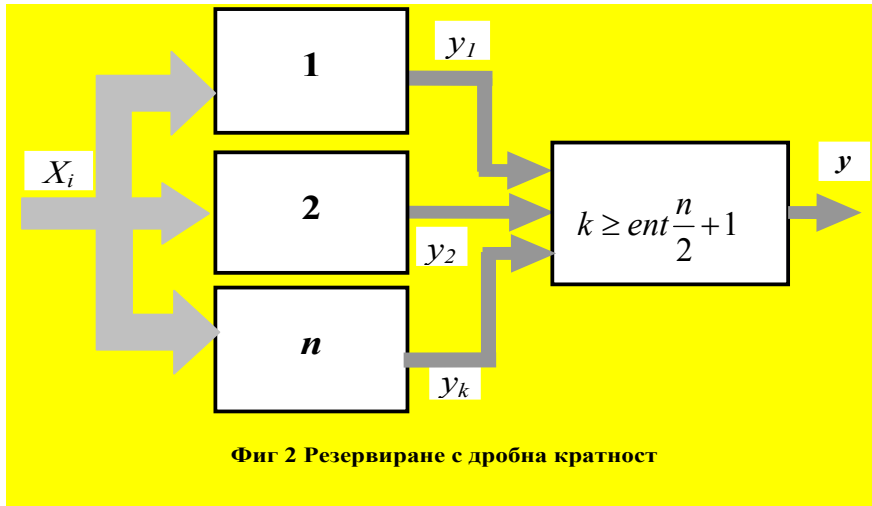 1
y₁
Xᵢ
2
y₂
n
yₖ
k ≥ ent n/2 + 1
y
Фиг 2 Резервиране с дробна кратност